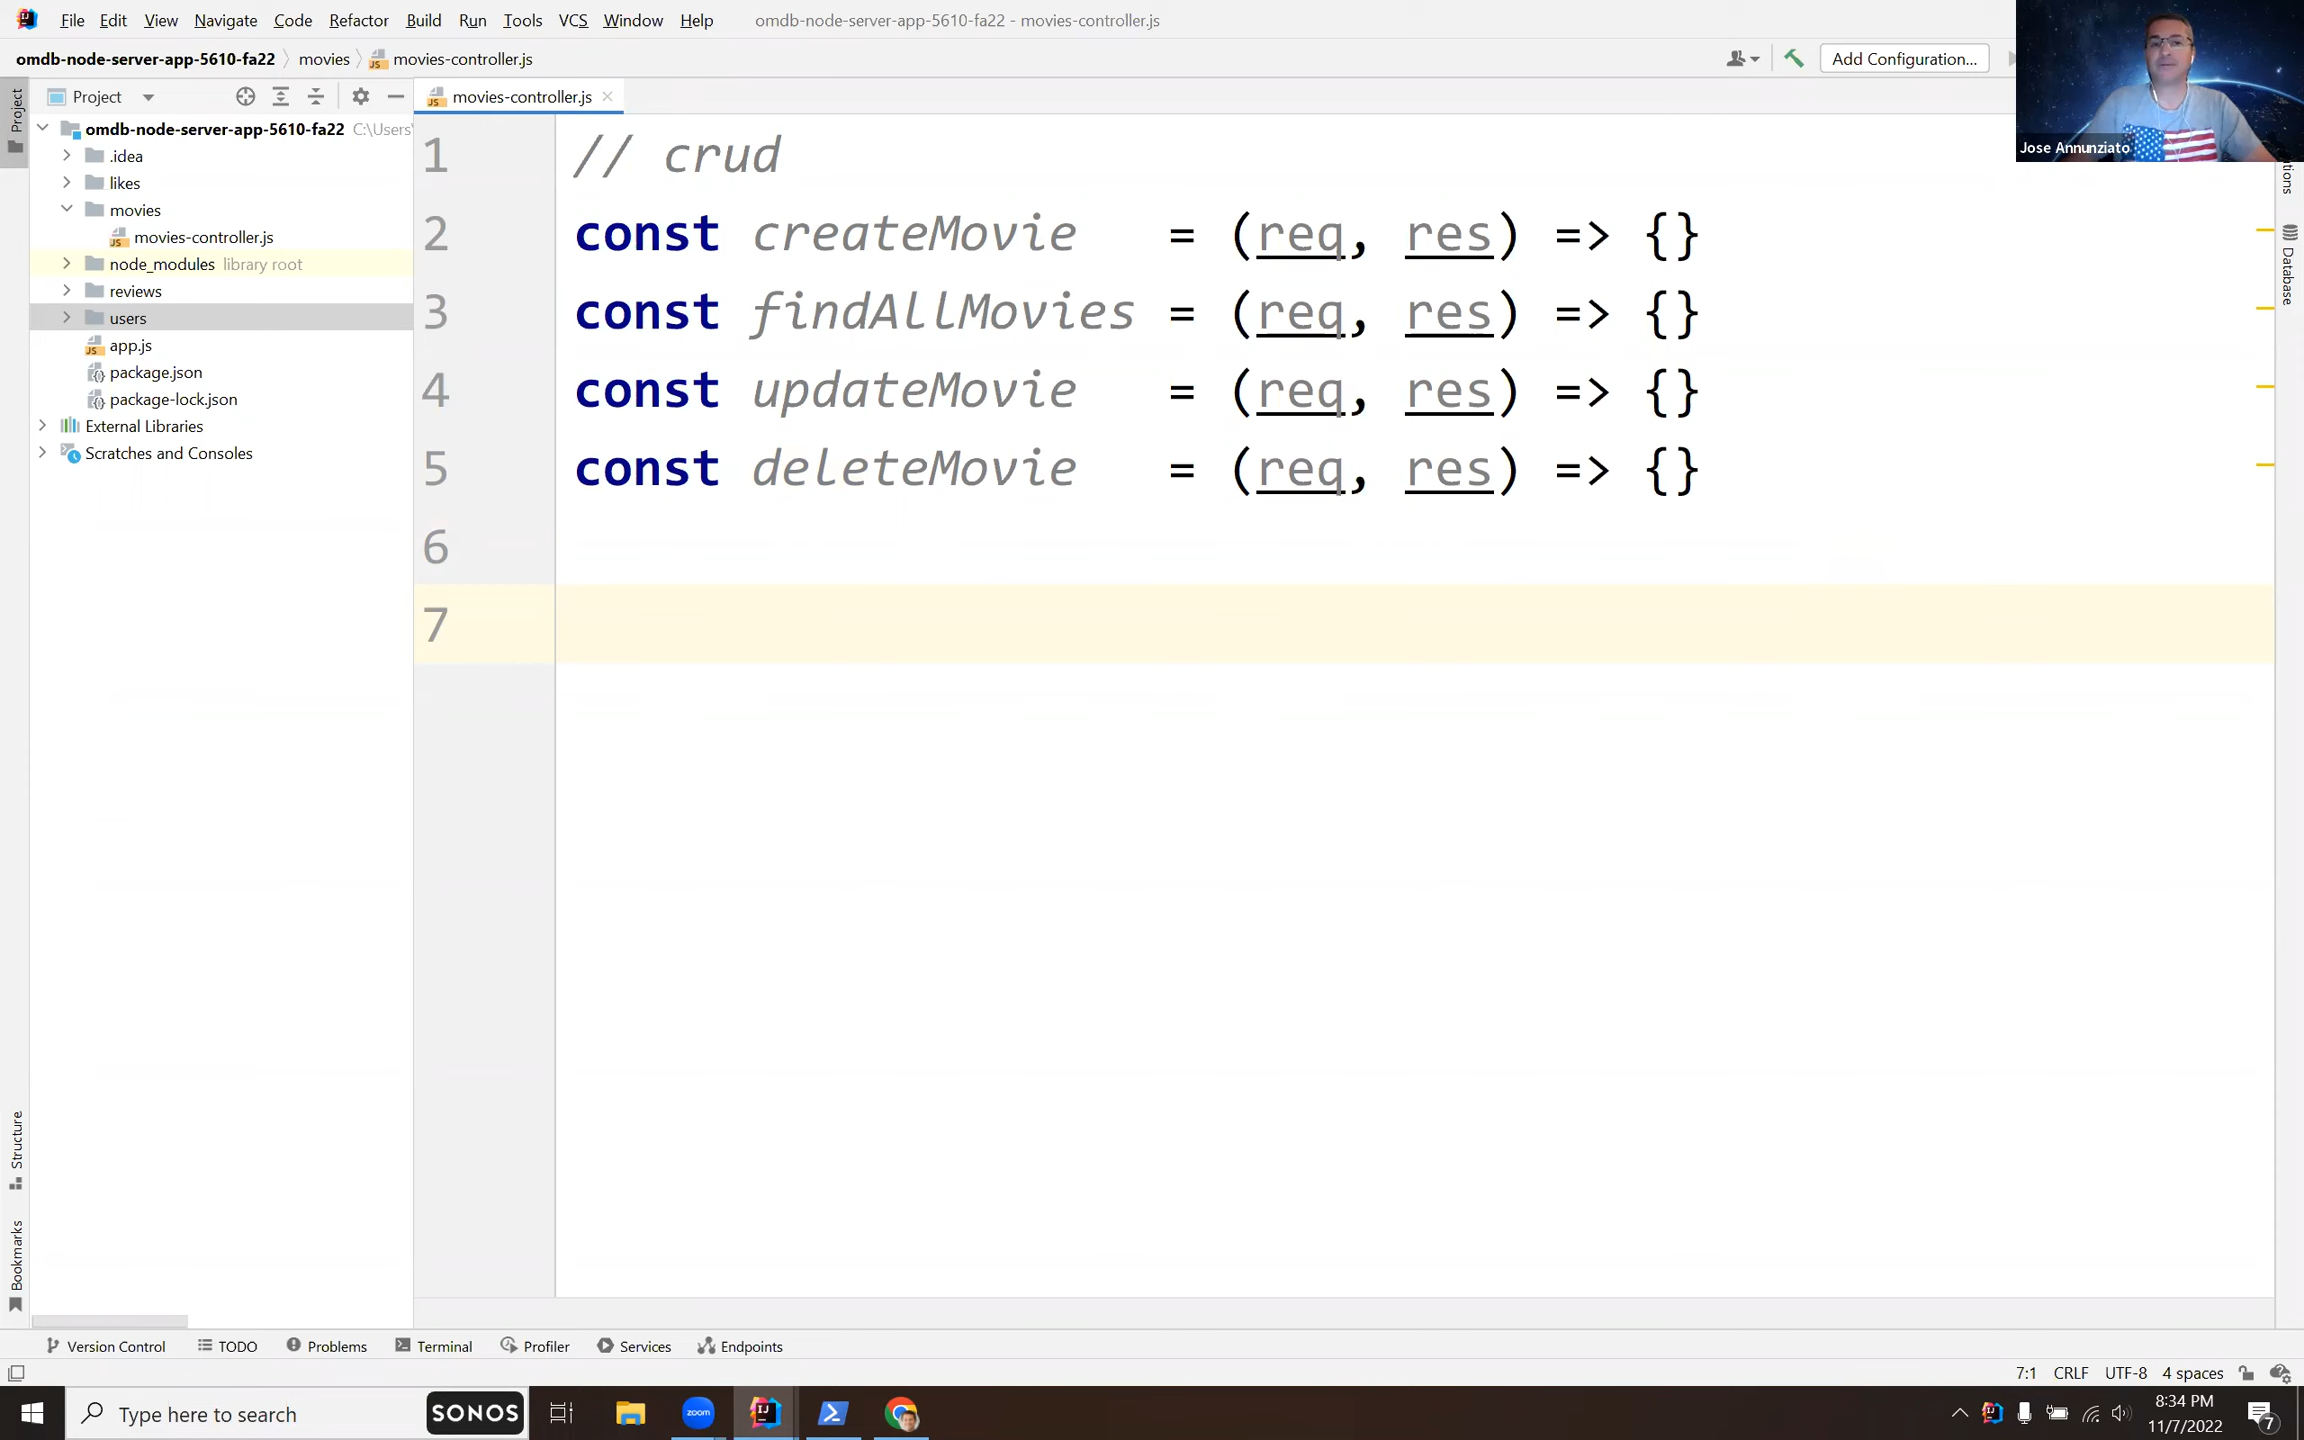 File Edit View Navigate Code Refactor Build Run Tools VCS Window Help omdb-node-server-app-5610-fa22 - movies-controller.js
omdb-node-server-app-5610-fa22 movies movies-controller.js Add Configuration...
Jose Annunziato
Project
Project
movies-controller.js
omdb-node-server-app-5610-fa22 C:\Users
.idea
likes
movies
movies-controller.js
node_modules library root
reviews
users
app.js
package.json
package-lock.json
External Libraries
Scratches and Consoles
1 // crud
2 const createMovie = (req, res) => {}
3 const findAllMovies = (req, res) => {}
4 const updateMovie = (req, res) => {}
5 const deleteMovie = (req, res) => {}
6
7
Database
Structure
Bookmarks
Version Control TODO Problems Terminal Profiler Services Endpoints
7:1 CRLF UTF-8 4 spaces
Type here to search SONOS zoom
8:34 PM
11/7/2022
7